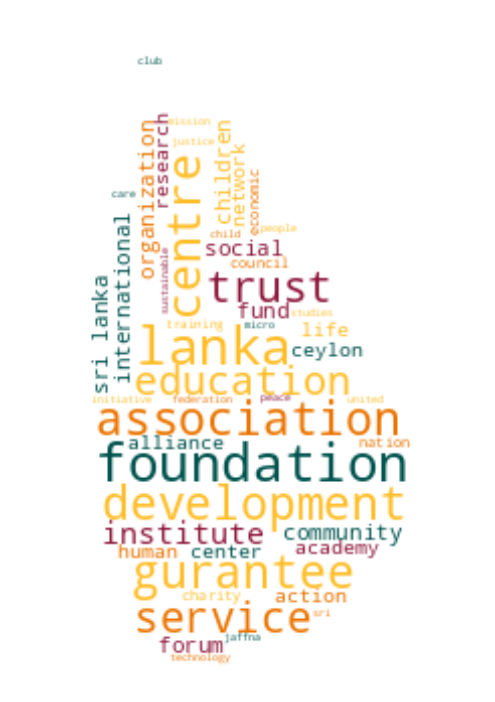 club
mission
organization
research
children
justice
network
centre
economic
care
international
people
child
social
sustainable
council
sri lanka
trust
fund
studies
training
micro
life
lanka
ceylon
education
initiative
federation
peace
united
association
alliance
nation
foundation
development
institute
community
human
center
academy
gurantee
charity
action
service
sri
forum
jaffna
technology